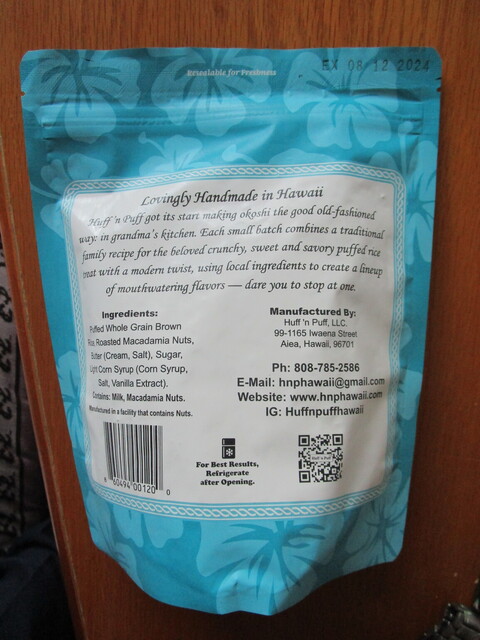 Resealable for Freshness
EX 08 12 2024
Lovingly Handmade in Hawaii
Huff 'n Puff got its start making okoshi the good old-fashioned
way: in grandma's kitchen. Each small batch combines a traditional
family recipe for the beloved crunchy, sweet and savory puffed rice
treat with a modern twist, using local ingredients to create a lineup
of mouthwatering flavors — dare you to stop at one.
Ingredients:
Puffed Whole Grain Brown
Rice, Roasted Macadamia Nuts,
Butter (Cream, Salt), Sugar,
Light Corn Syrup (Corn Syrup,
Salt, Vanilla Extract).
Contains: Milk, Macadamia Nuts.
Manufactured in a facility that contains Nuts.
Manufactured By:
Huff 'n Puff, LLC.
99-1165 Iwaena Street
Aiea, Hawaii, 96701
Ph: 808-785-2586
E-Mail: hnphawaii@gmail.com
Website: www.hnphawaii.com
IG: Huffnpuffhawaii
60494 00120 0
For Best Results,
Refrigerate
after Opening.
Huff 'n Puff